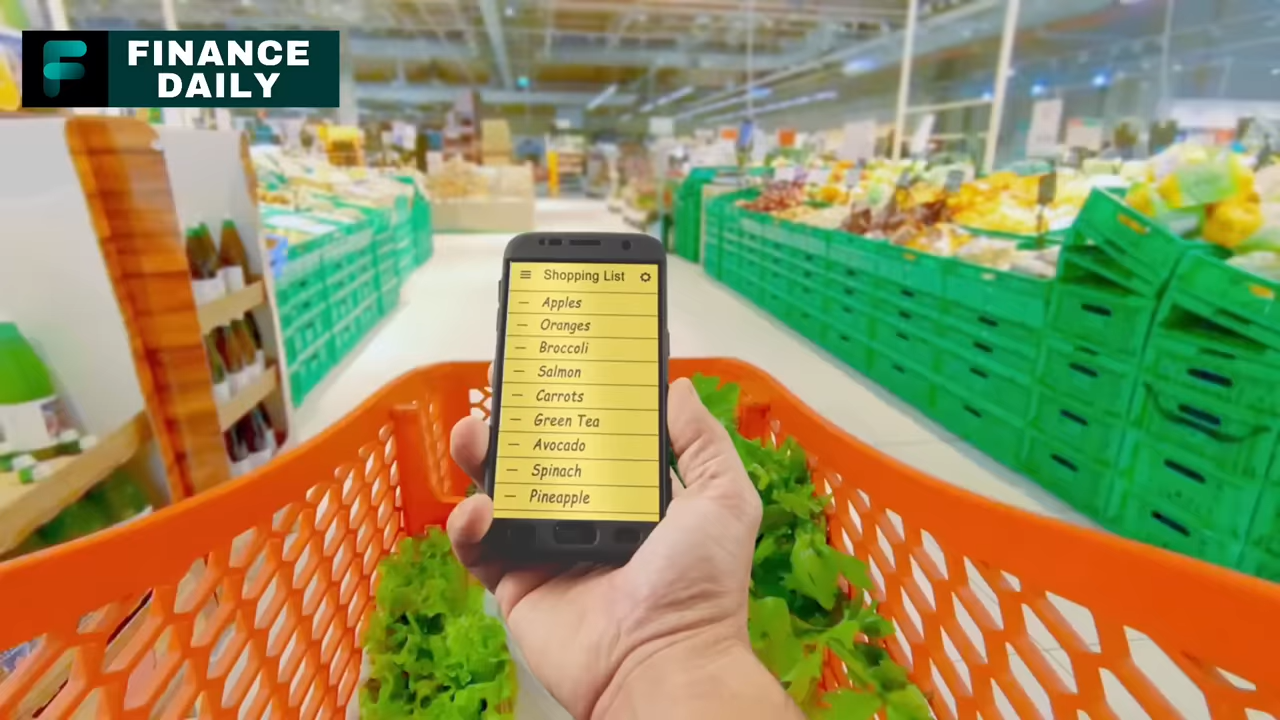 FINANCE
DAILY
Shopping List
— Apples
— Oranges
— Broccoli
— Salmon
— Carrots
— Green Tea
— Avocado
— Spinach
— Pineapple